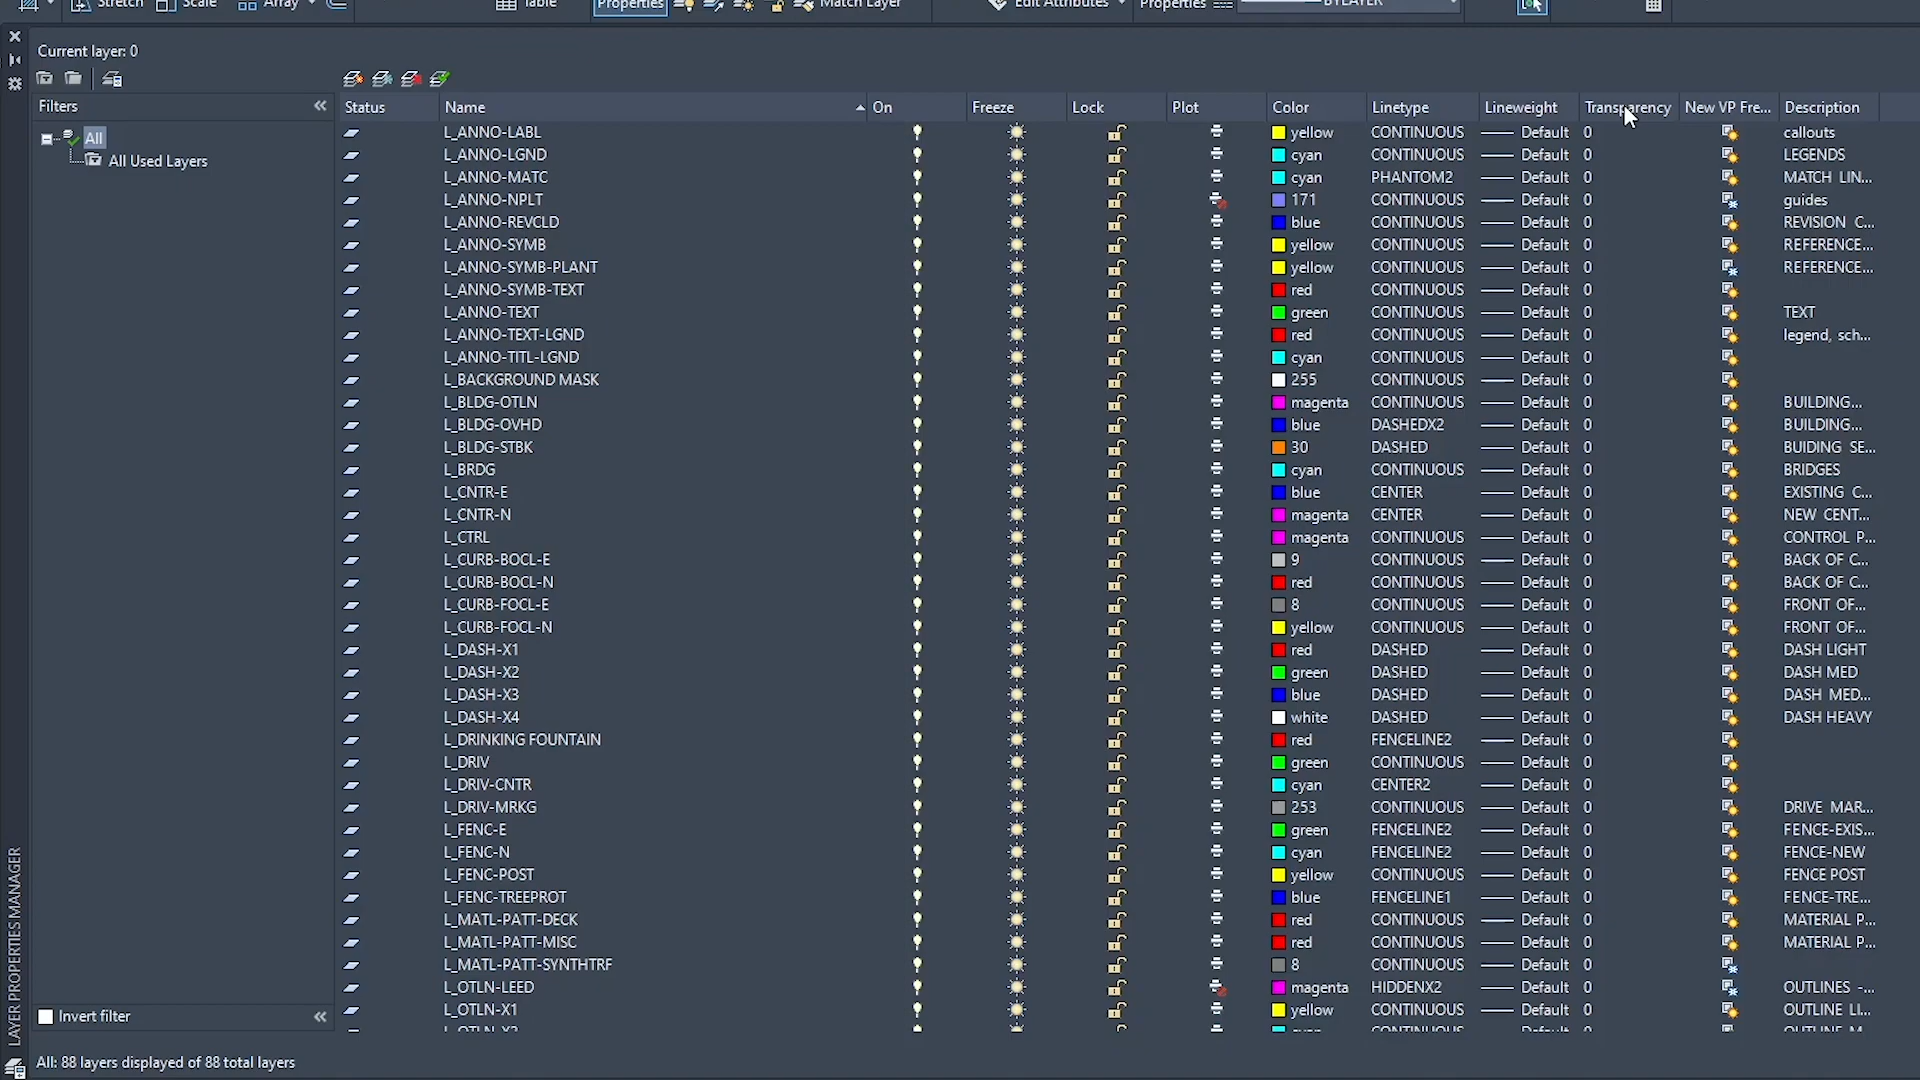 Stretch Scale Array Table Properties Match Layer Edit Attributes Properties BYLAYER
Current layer: 0
Filters
All
All Used Layers
Status Name On Freeze Lock Plot Color Linetype Lineweight Transparency New VP Fre... Description
L_ANNO-LABL yellow CONTINUOUS Default 0 callouts
L_ANNO-LGND cyan CONTINUOUS Default 0 LEGENDS
L_ANNO-MATC cyan PHANTOM2 Default 0 MATCH LIN...
L_ANNO-NPLT 171 CONTINUOUS Default 0 guides
L_ANNO-REVCLD blue CONTINUOUS Default 0 REVISION C...
L_ANNO-SYMB yellow CONTINUOUS Default 0 REFERENCE...
L_ANNO-SYMB-PLANT yellow CONTINUOUS Default 0 REFERENCE...
L_ANNO-SYMB-TEXT red CONTINUOUS Default 0
L_ANNO-TEXT green CONTINUOUS Default 0 TEXT
L_ANNO-TEXT-LGND red CONTINUOUS Default 0 legend, sch...
L_ANNO-TITL-LGND cyan CONTINUOUS Default 0
L_BACKGROUND MASK 255 CONTINUOUS Default 0
L_BLDG-OTLN magenta CONTINUOUS Default 0 BUILDING...
L_BLDG-OVHD blue DASHEDX2 Default 0 BUILDING...
L_BLDG-STBK 30 DASHED Default 0 BUIDING SE...
L_BRDG cyan CONTINUOUS Default 0 BRIDGES
L_CNTR-E blue CENTER Default 0 EXISTING C...
L_CNTR-N magenta CENTER Default 0 NEW CENT...
L_CTRL magenta CONTINUOUS Default 0 CONTROL P...
L_CURB-BOCL-E 9 CONTINUOUS Default 0 BACK OF C...
L_CURB-BOCL-N red CONTINUOUS Default 0 BACK OF C...
L_CURB-FOCL-E 8 CONTINUOUS Default 0 FRONT OF...
L_CURB-FOCL-N yellow CONTINUOUS Default 0 FRONT OF...
L_DASH-X1 red DASHED Default 0 DASH LIGHT
L_DASH-X2 green DASHED Default 0 DASH MED
L_DASH-X3 blue DASHED Default 0 DASH MED...
L_DASH-X4 white DASHED Default 0 DASH HEAVY
L_DRINKING FOUNTAIN red FENCELINE2 Default 0
L_DRIV green CONTINUOUS Default 0
L_DRIV-CNTR cyan CENTER2 Default 0
L_DRIV-MRKG 253 CONTINUOUS Default 0 DRIVE MAR...
L_FENC-E green FENCELINE2 Default 0 FENCE-EXIS...
L_FENC-N cyan FENCELINE2 Default 0 FENCE-NEW
L_FENC-POST yellow CONTINUOUS Default 0 FENCE POST
L_FENC-TREEPROT blue FENCELINE1 Default 0 FENCE-TRE...
L_MATL-PATT-DECK red CONTINUOUS Default 0 MATERIAL P...
L_MATL-PATT-MISC red CONTINUOUS Default 0 MATERIAL P...
L_MATL-PATT-SYNTHTRF 8 CONTINUOUS Default 0
L_OTLN-LEED magenta HIDDENX2 Default 0 OUTLINES -...
L_OTLN-X1 yellow CONTINUOUS Default 0 OUTLINE LI...
Invert filter
All: 88 layers displayed of 88 total layers
LAYER PROPERTIES MANAGER